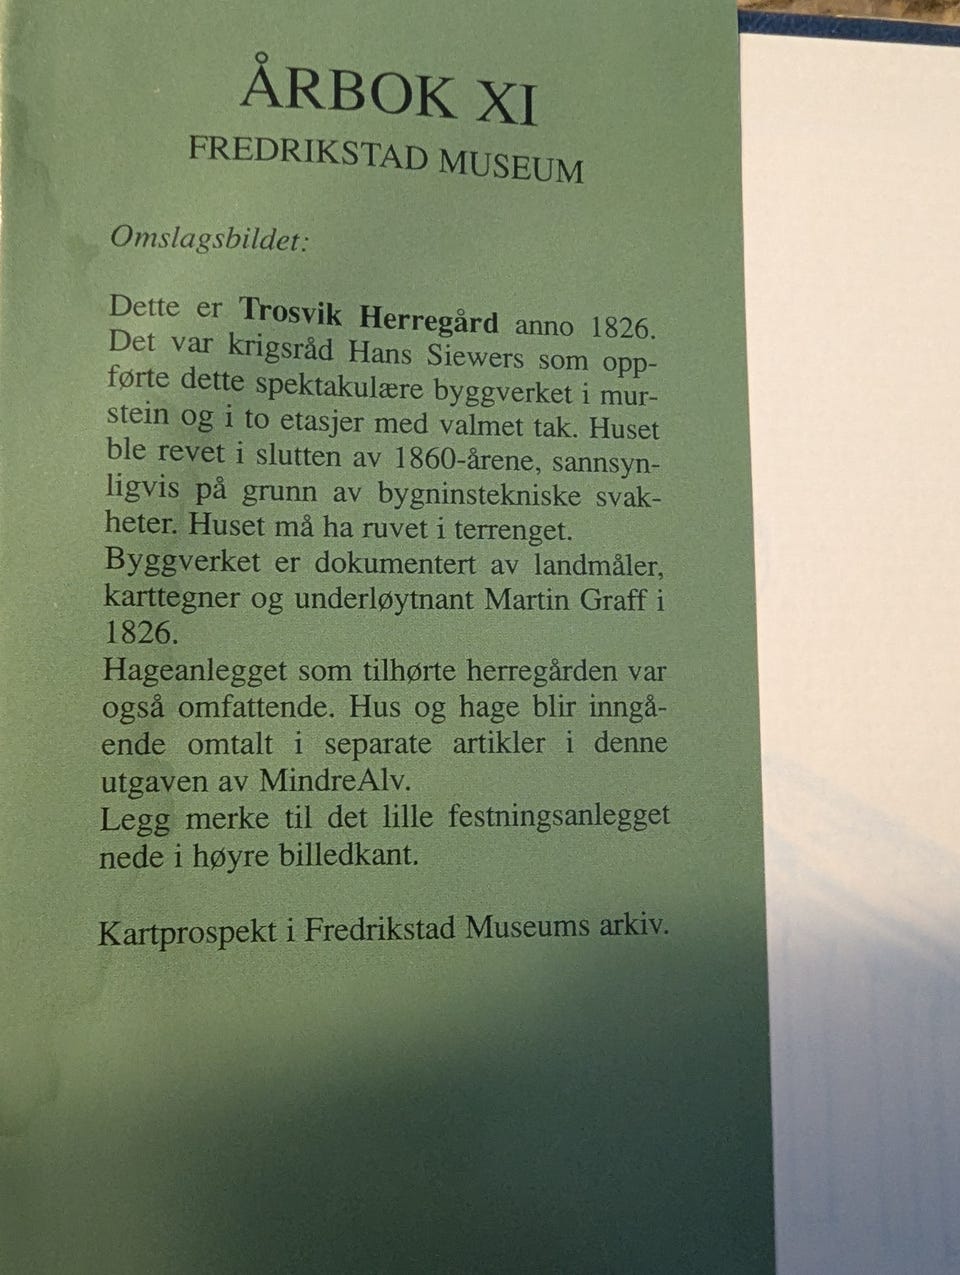 ÅRBOK XI
FREDRIKSTAD MUSEUM
Omslagsbildet:
Dette er Trosvik Herregård anno 1826.
Det var krigsråd Hans Siewers som opp-
førte dette spektakulære byggverket i mur-
stein og i to etasjer med valmet tak. Huset
ble revet i slutten av 1860-årene, sannsyn-
ligvis på grunn av bygninstekniske svak-
heter. Huset må ha ruvet i terrenget.
Byggverket er dokumentert av landmåler,
karttegner og underløytnant Martin Graff i
1826.
Hageanlegget som tilhørte herregården var
også omfattende. Hus og hage blir inngå-
ende omtalt i separate artikler i denne
utgaven av MindreAlv.
Legg merke til det lille festningsanlegget
nede i høyre billedkant.
Kartprospekt i Fredrikstad Museums arkiv.